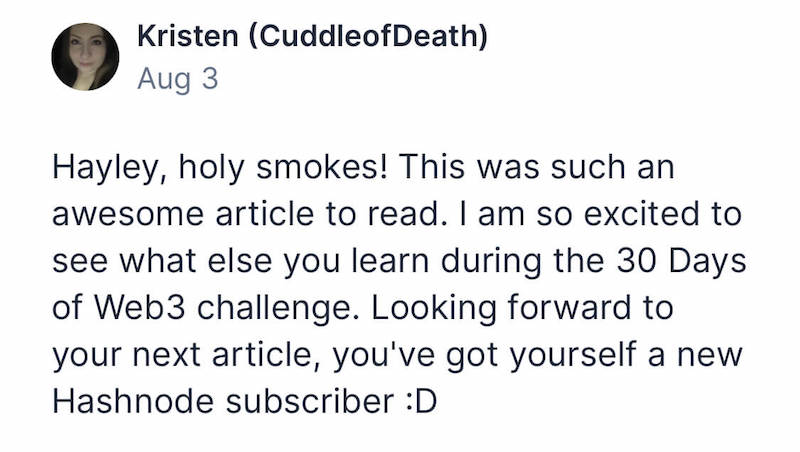 Kristen (CuddleofDeath)
Aug 3
Hayley, holy smokes! This was such an
awesome article to read. I am so excited to
see what else you learn during the 30 Days
of Web3 challenge. Looking forward to
your next article, you've got yourself a new
Hashnode subscriber :D